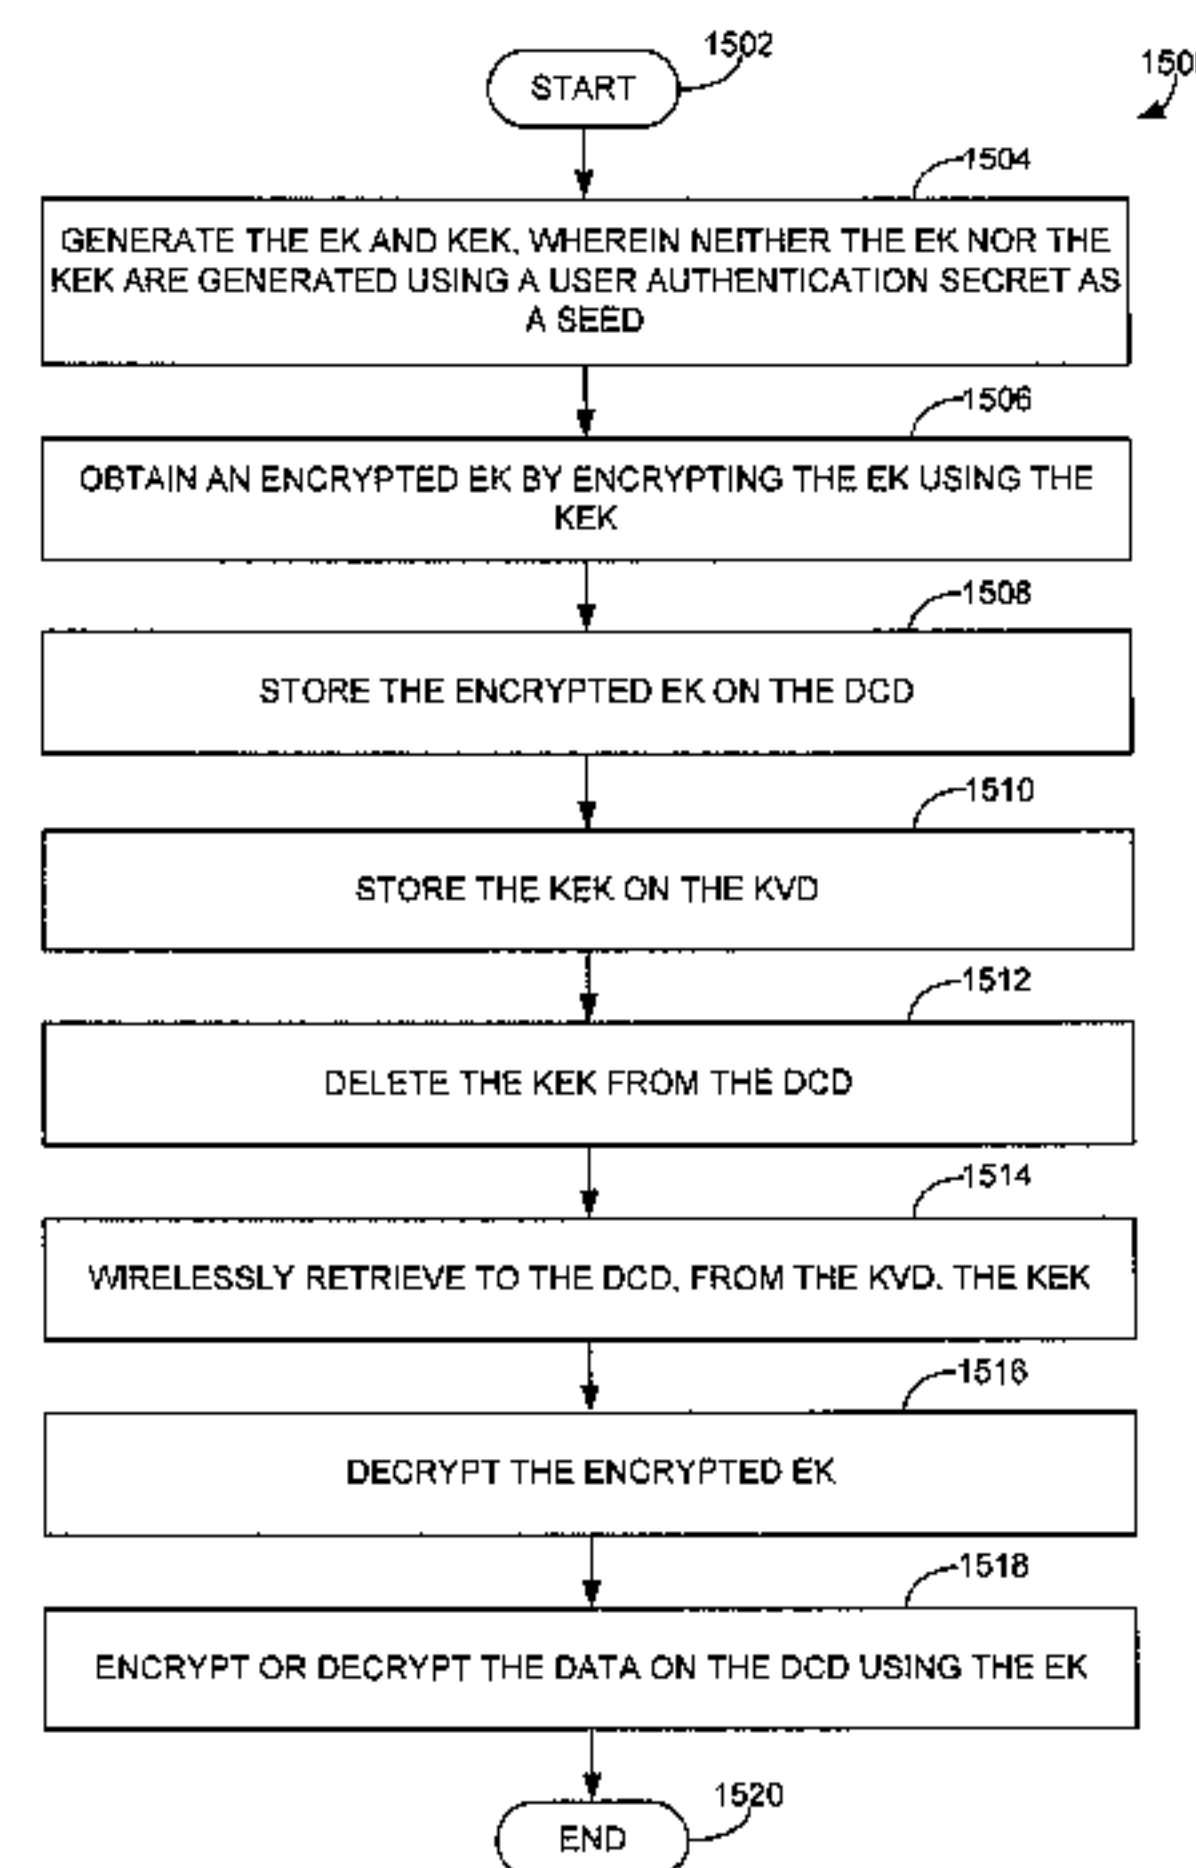 1502
START
150
1504
GENERATE THE EK AND KEK, WHEREIN NEITHER THE EK NOR THE
KEK ARE GENERATED USING A USER AUTHENTICATION SECRET AS
A SEED
1506
OBTAIN AN ENCRYPTED EK BY ENCRYPTING THE EK USING THE
KEK
1508
STORE THE ENCRYPTED EK ON THE DCD
1510
STORE THE KEK ON THE KVD
1512
DELETE THE KEK FROM THE DCD
1514
WIRELESSLY RETRIEVE TO THE DCD, FROM THE KVD, THE KEK
1516
DECRYPT THE ENCRYPTED EK
1518
ENCRYPT OR DECRYPT THE DATA ON THE DCD USING THE EK
1520
END